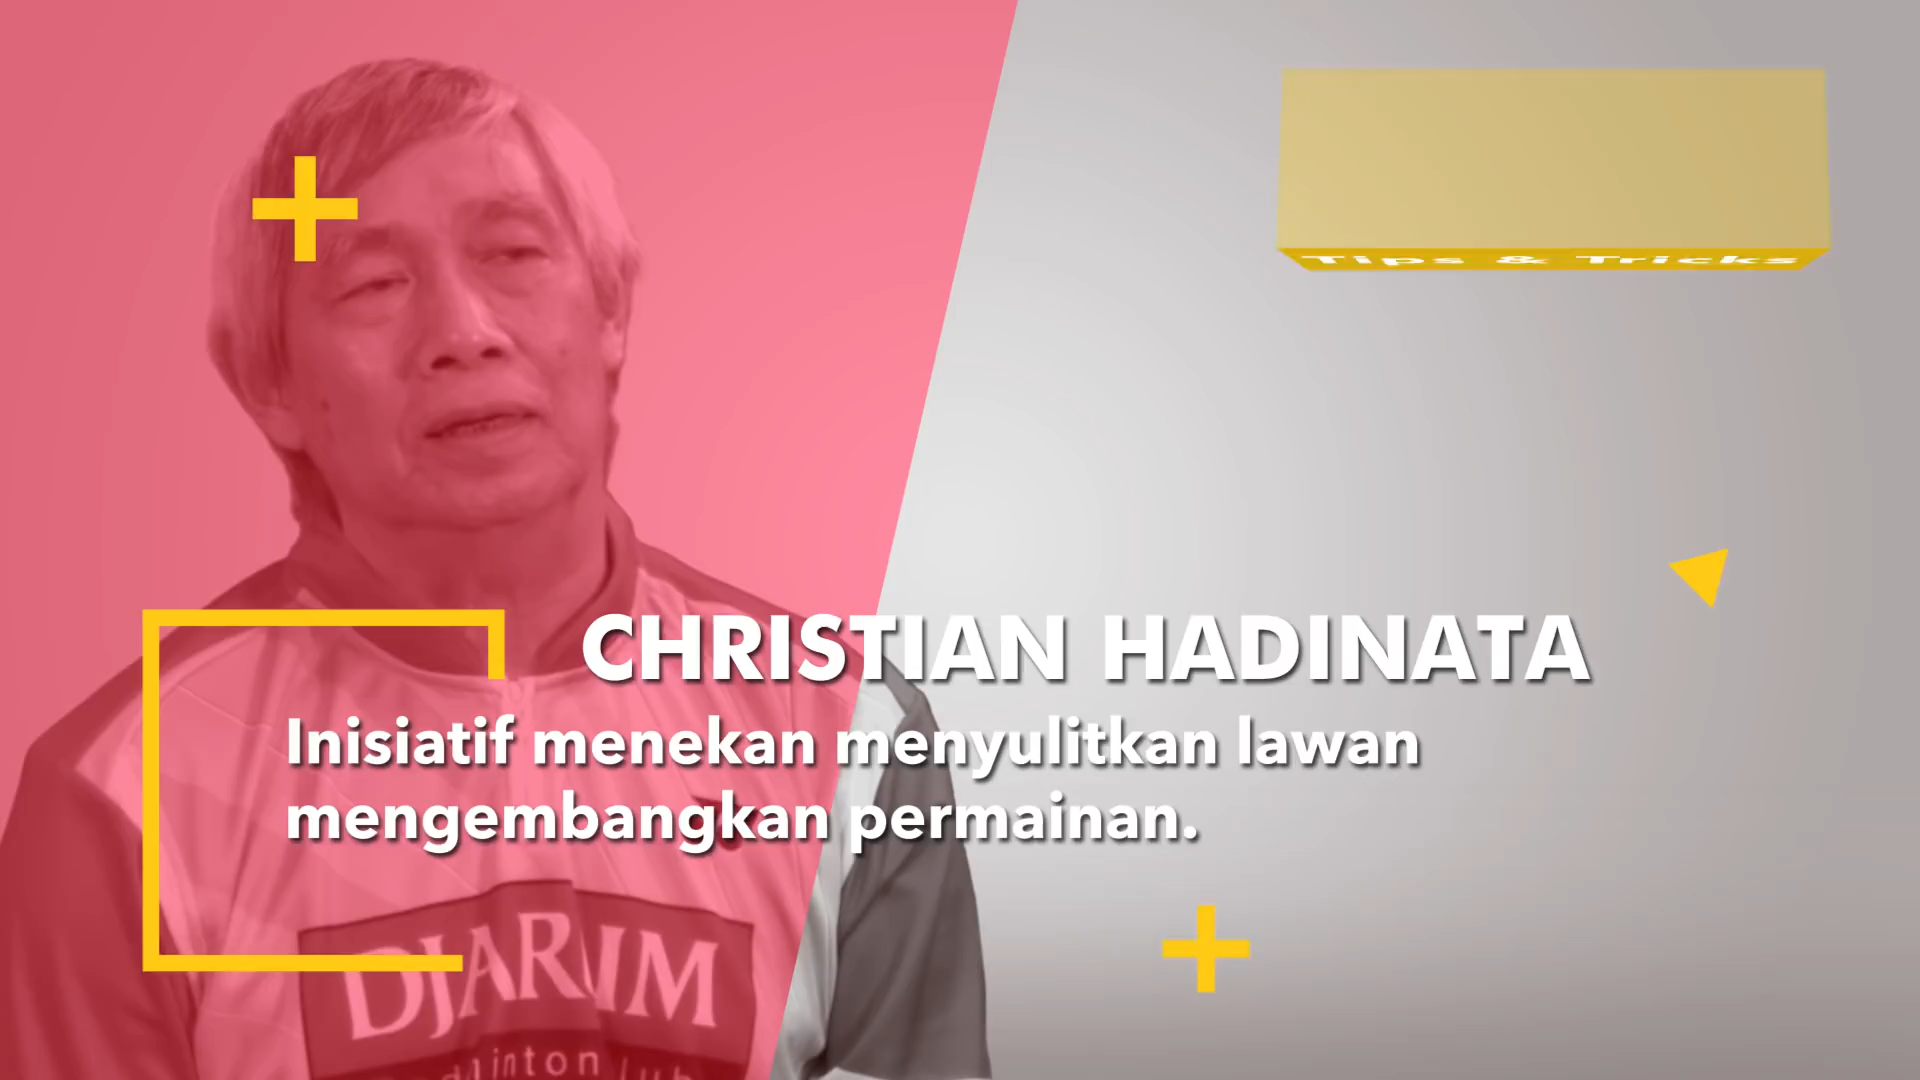 Tips & Tricks
CHRISTIAN HADINATA
Inisiatif menekan menyulitkan lawan
mengembangkan permainan.
DJARUM